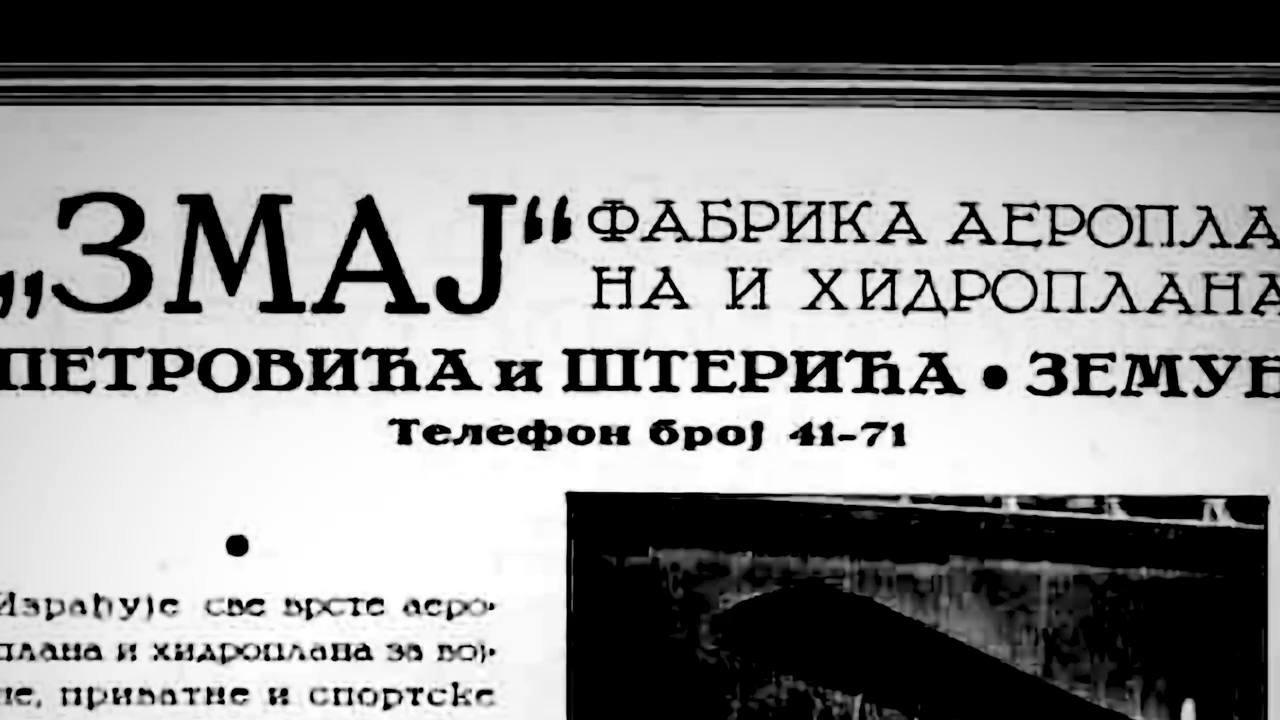 „ЗМАЈ“ ФАБРИКА АЕРОПЛА
НА И ХИДРОПЛАНА
ПЕТРОВИЋА и ШТЕРИЋА • ЗЕМУН
Телефон број 41-71
•
Израђује све врсте аеро-
плана и хидроплана за вој-
не, приватне и спортске